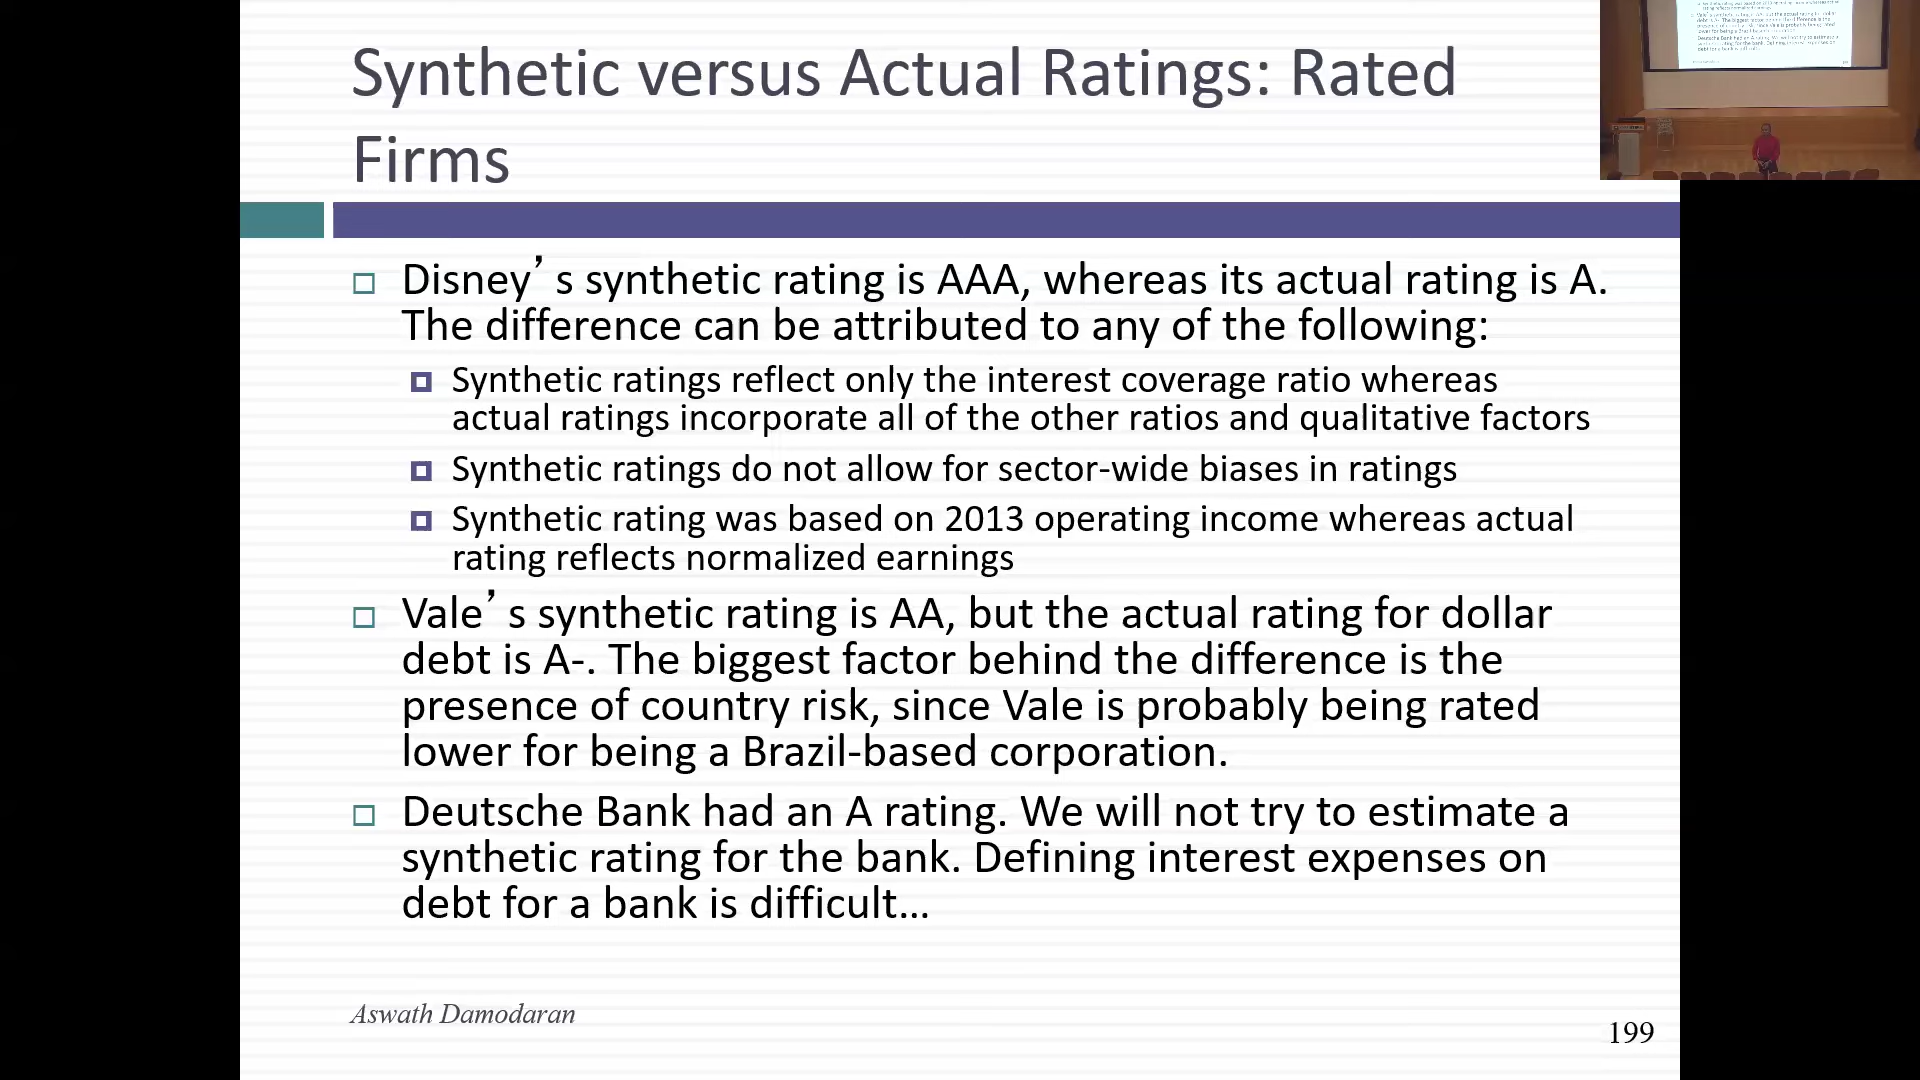 Synthetic versus Actual Ratings: Rated
Firms
Disney’s synthetic rating is AAA, whereas its actual rating is A.
The difference can be attributed to any of the following:
Synthetic ratings reflect only the interest coverage ratio whereas
actual ratings incorporate all of the other ratios and qualitative factors
Synthetic ratings do not allow for sector-wide biases in ratings
Synthetic rating was based on 2013 operating income whereas actual
rating reflects normalized earnings
Vale’s synthetic rating is AA, but the actual rating for dollar
debt is A-. The biggest factor behind the difference is the
presence of country risk, since Vale is probably being rated
lower for being a Brazil-based corporation.
Deutsche Bank had an A rating. We will not try to estimate a
synthetic rating for the bank. Defining interest expenses on
debt for a bank is difficult…
Aswath Damodaran
199